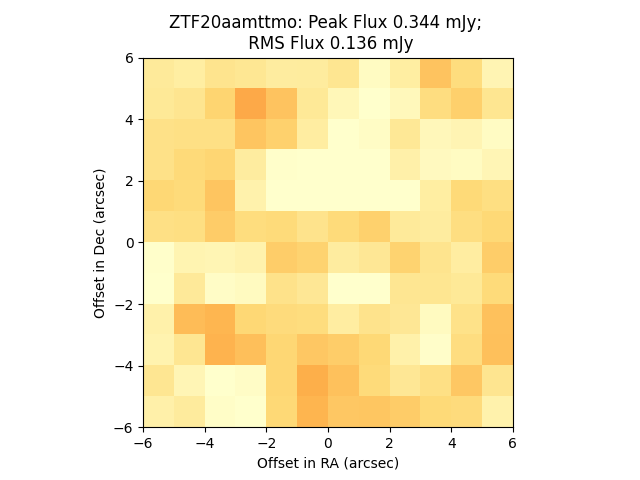 ZTF20aamttmo: Peak Flux 0.344 mJy;
RMS Flux 0.136 mJy
6
4
2
0
−2
−4
−6
Offset in Dec (arcsec)
−6 −4 −2 0 2 4 6
Offset in RA (arcsec)